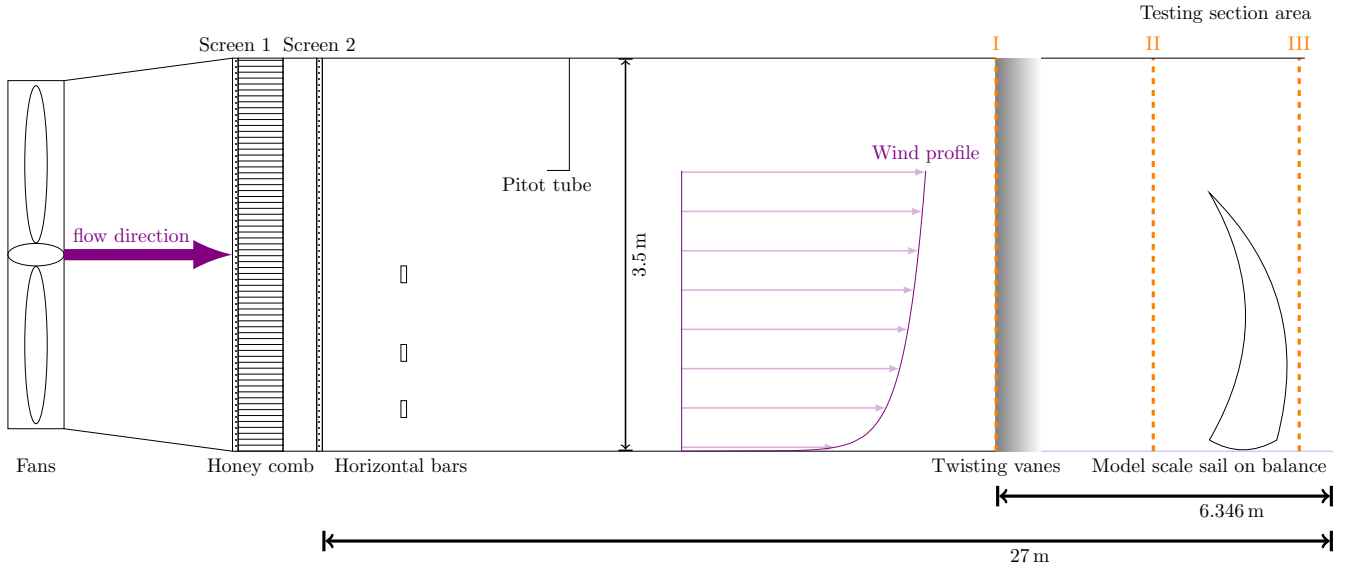 Testing section area
Screen 1 Screen 2
I
II
III
Wind profile
Pitot tube
flow direction
3.5 m
Fans
Honey comb
Horizontal bars
Twisting vanes
Model scale sail on balance
6.346 m
27 m